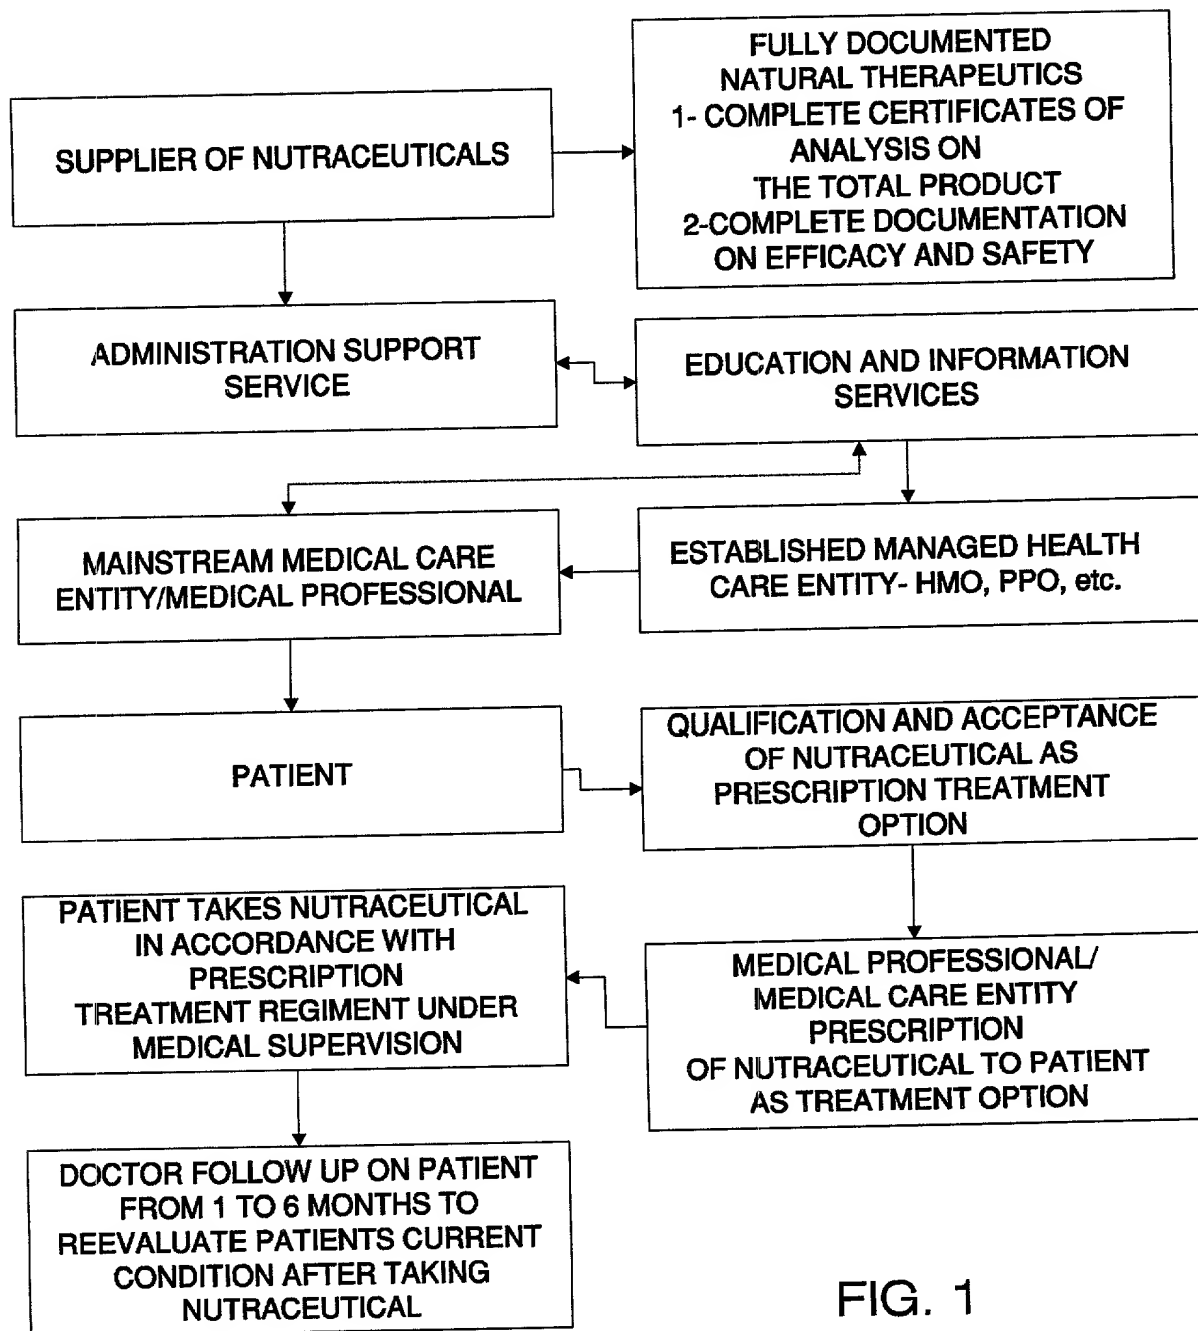 SUPPLIER OF NUTRACEUTICALS
FULLY DOCUMENTED
NATURAL THERAPEUTICS
1- COMPLETE CERTIFICATES OF
ANALYSIS ON
THE TOTAL PRODUCT
2-COMPLETE DOCUMENTATION
ON EFFICACY AND SAFETY
ADMINISTRATION SUPPORT
SERVICE
EDUCATION AND INFORMATION
SERVICES
MAINSTREAM MEDICAL CARE
ENTITY/MEDICAL PROFESSIONAL
ESTABLISHED MANAGED HEALTH
CARE ENTITY- HMO, PPO, etc.
PATIENT
QUALIFICATION AND ACCEPTANCE
OF NUTRACEUTICAL AS
PRESCRIPTION TREATMENT
OPTION
PATIENT TAKES NUTRACEUTICAL
IN ACCORDANCE WITH
PRESCRIPTION
TREATMENT REGIMENT UNDER
MEDICAL SUPERVISION
MEDICAL PROFESSIONAL/
MEDICAL CARE ENTITY
PRESCRIPTION
OF NUTRACEUTICAL TO PATIENT
AS TREATMENT OPTION
DOCTOR FOLLOW UP ON PATIENT
FROM 1 TO 6 MONTHS TO
REEVALUATE PATIENTS CURRENT
CONDITION AFTER TAKING
NUTRACEUTICAL
FIG. 1